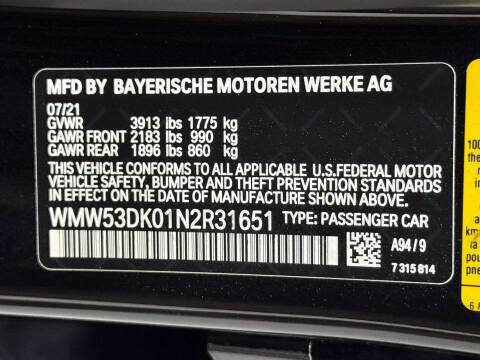 MFD BY BAYERISCHE MOTOREN WERKE AG
07/21
GVWR 3913 lbs 1775 kg
GAWR FRONT 2183 lbs 990 kg
GAWR REAR 1896 lbs 860 kg
THIS VEHICLE CONFORMS TO ALL APPLICABLE U.S.FEDERAL MOTOR
VEHICLE SAFETY, BUMPER AND THEFT PREVENTION STANDARDS
IN EFFECT ON THE DATE OF MANUFACTURE SHOWN ABOVE.
WMW53DK01N2R31651 TYPE: PASSENGER CAR
A94 / 9
7 315 814
100